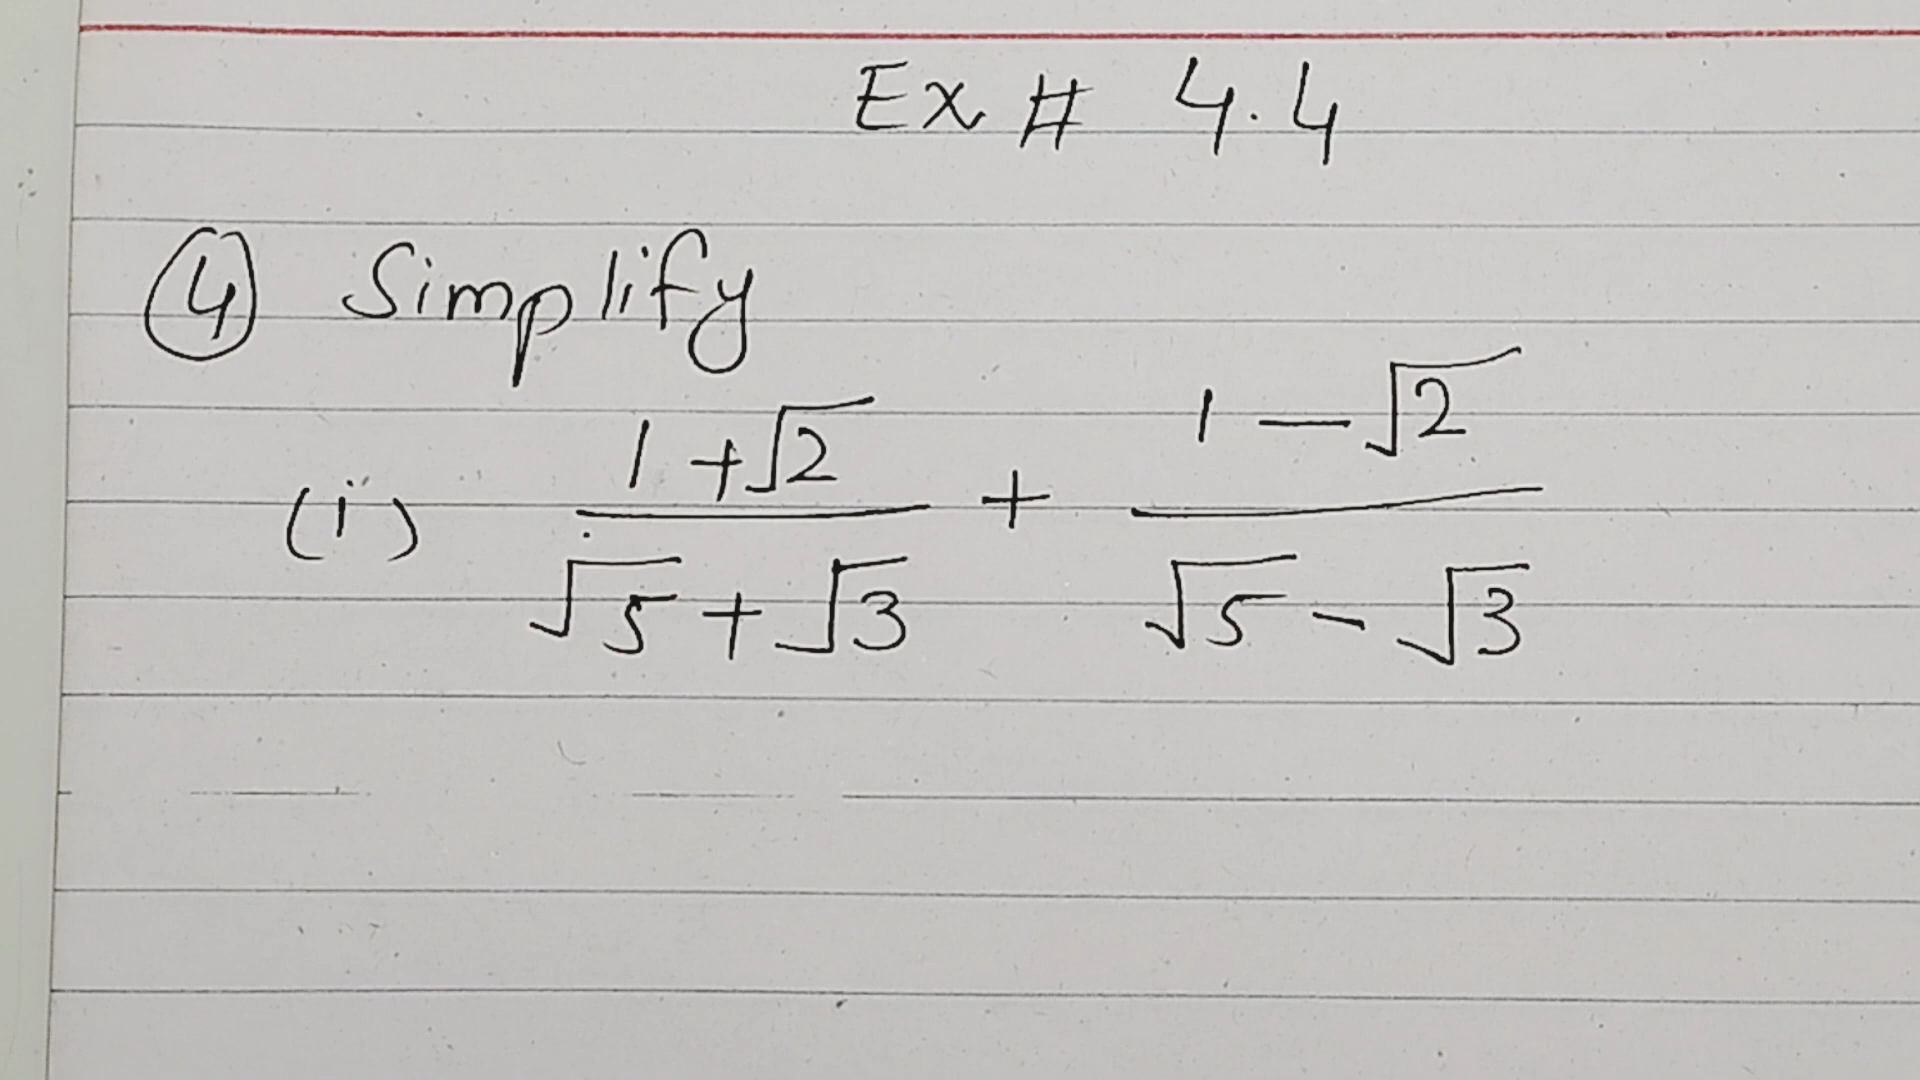 Ex # 4.4
④ Simplify
(i) (1 + √2)/(√5 + √3) + (1 − √2)/(√5 − √3)